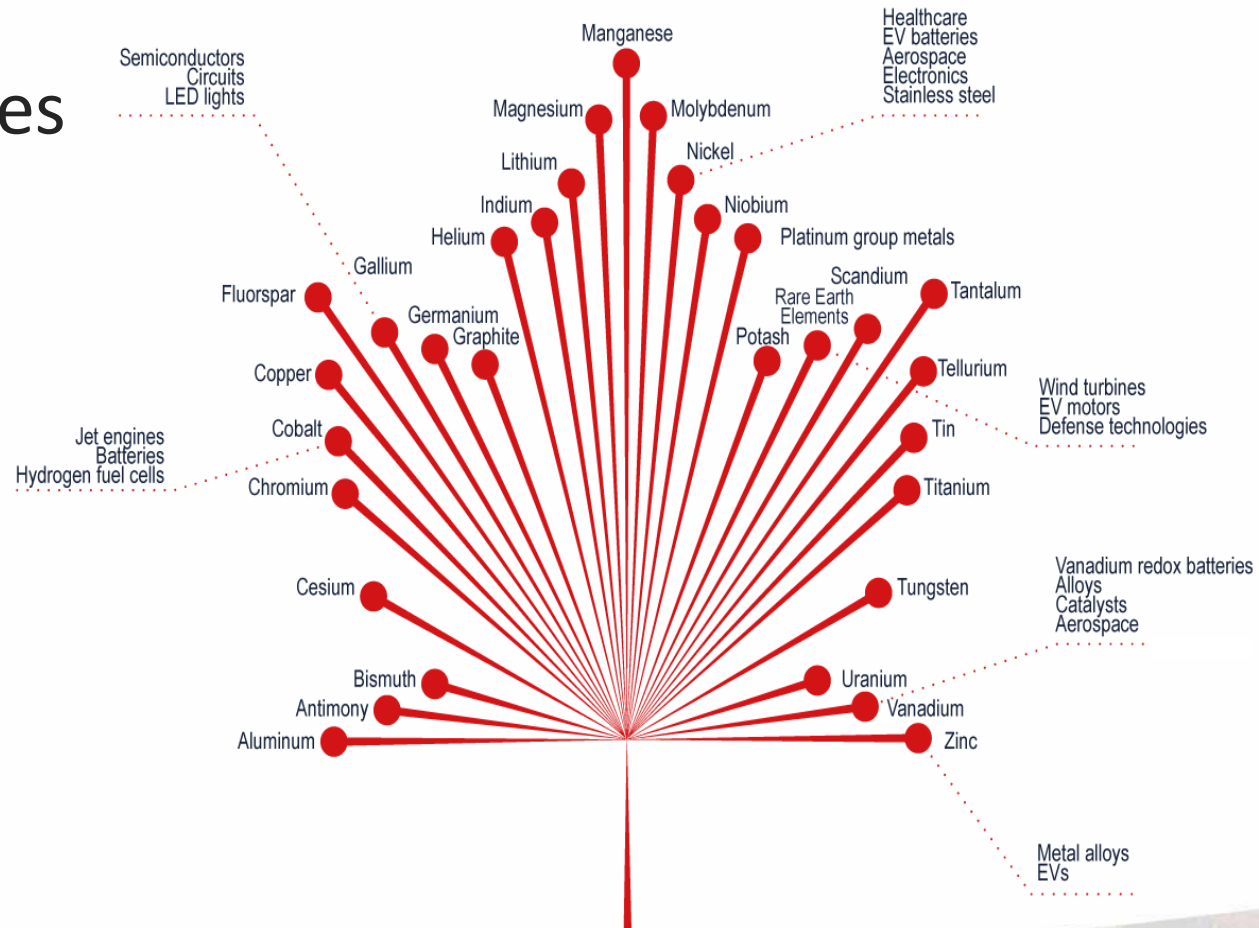 es
Semiconductors
Circuits
LED lights
Healthcare
EV batteries
Aerospace
Electronics
Stainless steel
Manganese
Magnesium
Molybdenum
Lithium
Nickel
Indium
Niobium
Helium
Platinum group metals
Gallium
Scandium
Fluorspar
Rare Earth
Elements
Tantalum
Germanium
Graphite
Potash
Copper
Tellurium
Wind turbines
EV motors
Defense technologies
Cobalt
Tin
Jet engines
Batteries
Hydrogen fuel cells
Chromium
Titanium
Cesium
Tungsten
Vanadium redox batteries
Alloys
Catalysts
Aerospace
Bismuth
Uranium
Antimony
Vanadium
Aluminum
Zinc
Metal alloys
EVs